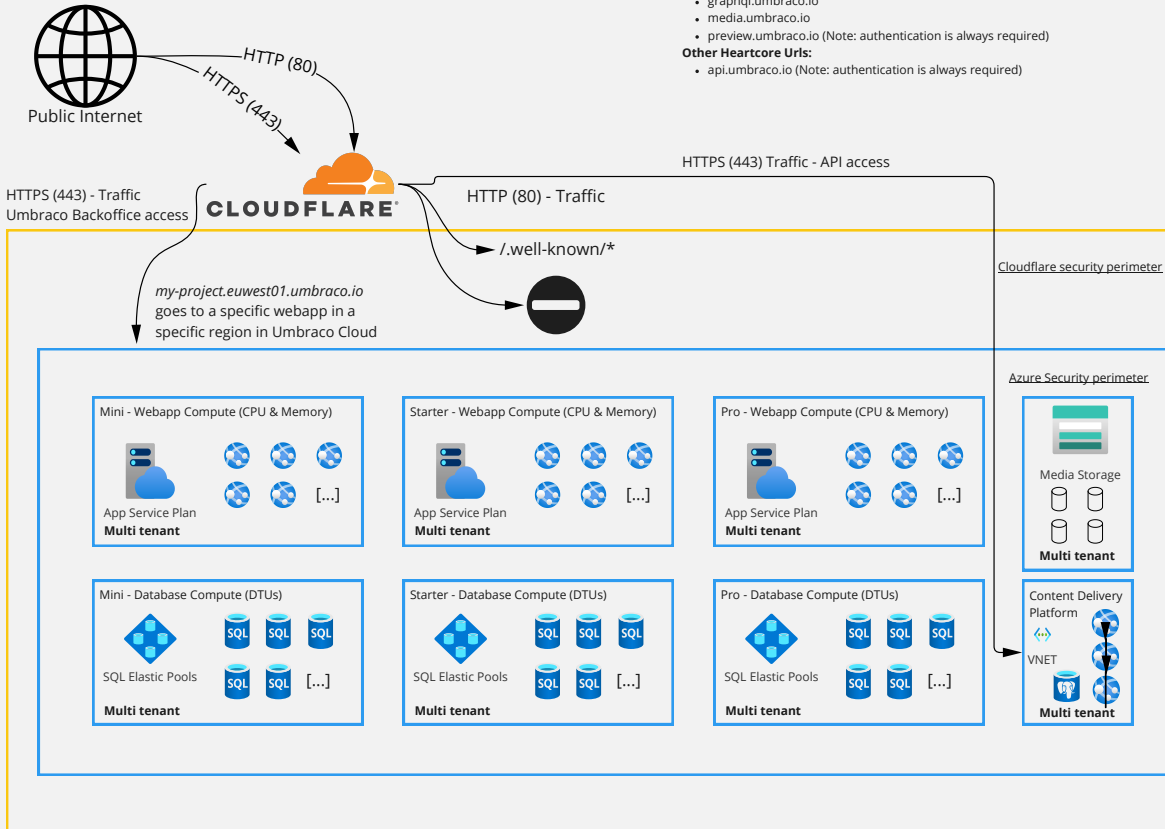 graphql.umbraco.io
• media.umbraco.io
• preview.umbraco.io (Note: authentication is always required)
Other Heartcore Urls:
• api.umbraco.io (Note: authentication is always required)
HTTP (80)
HTTPS (443)
Public Internet
HTTPS (443) Traffic - API access
HTTPS (443) - Traffic
Umbraco Backoffice access
CLOUDFLARE
HTTP (80) - Traffic
/.well-known/*
Cloudflare security perimeter
my-project.euwest01.umbraco.io
goes to a specific webapp in a
specific region in Umbraco Cloud
Azure Security perimeter
Mini - Webapp Compute (CPU & Memory)
[...]
App Service Plan
Multi tenant
Starter - Webapp Compute (CPU & Memory)
[...]
App Service Plan
Multi tenant
Pro - Webapp Compute (CPU & Memory)
[...]
App Service Plan
Multi tenant
Media Storage
Multi tenant
Mini - Database Compute (DTUs)
SQL SQL SQL
SQL Elastic Pools
SQL SQL [...]
Multi tenant
Starter - Database Compute (DTUs)
SQL SQL SQL
SQL Elastic Pools
SQL SQL [...]
Multi tenant
Pro - Database Compute (DTUs)
SQL SQL SQL
SQL Elastic Pools
SQL SQL [...]
Multi tenant
Content Delivery
Platform
VNET
Multi tenant